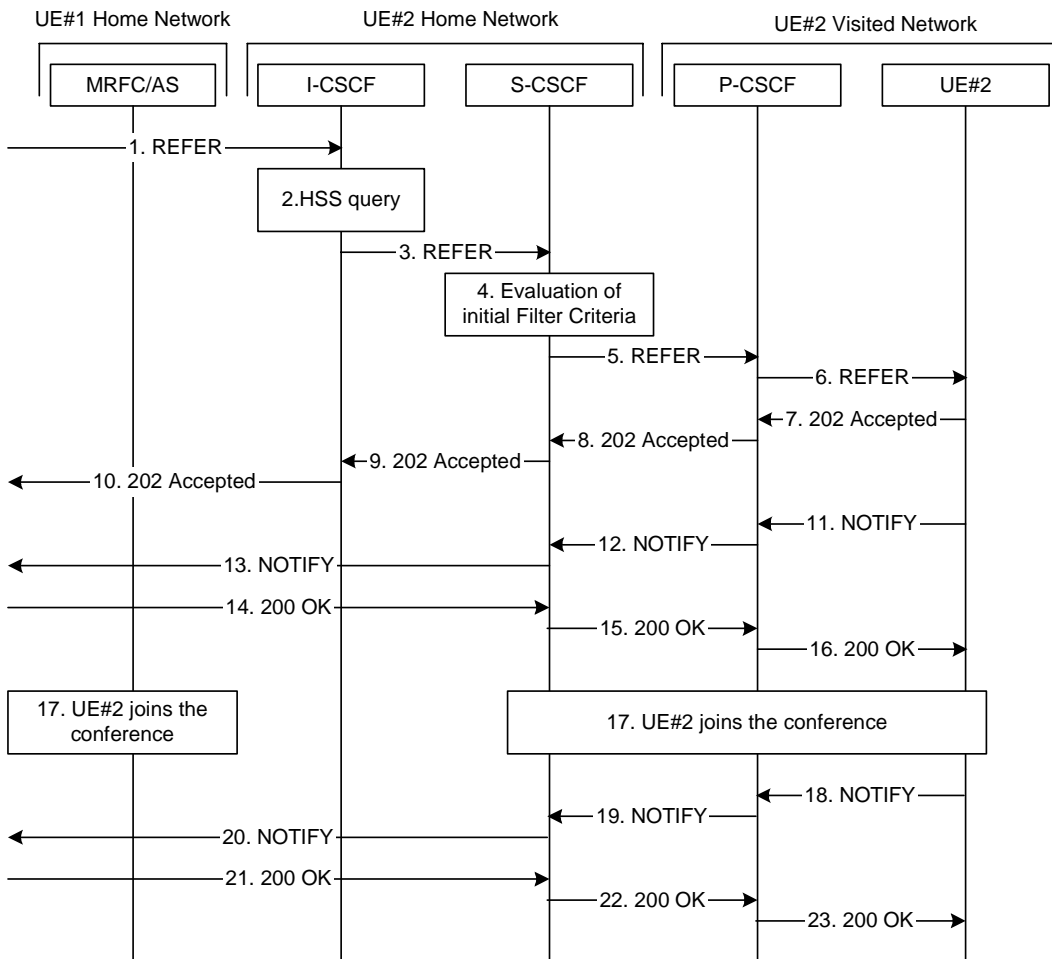 UE#1 Home Network
UE#2 Home Network
UE#2 Visited Network
MRFC/AS
I-CSCF
S-CSCF
P-CSCF
UE#2
1. REFER
2.HSS query
3. REFER
4. Evaluation of
initial Filter Criteria
5. REFER
6. REFER
7. 202 Accepted
8. 202 Accepted
9. 202 Accepted
10. 202 Accepted
11. NOTIFY
12. NOTIFY
13. NOTIFY
14. 200 OK
15. 200 OK
16. 200 OK
17. UE#2 joins the
conference
17. UE#2 joins the conference
18. NOTIFY
19. NOTIFY
20. NOTIFY
21. 200 OK
22. 200 OK
23. 200 OK